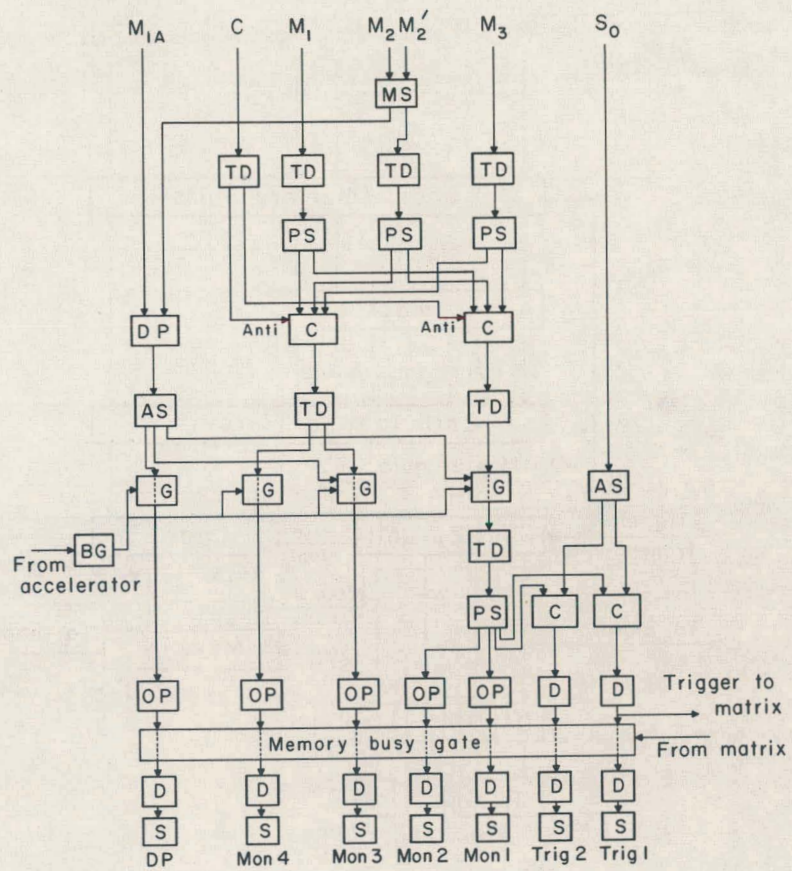 M1A C M1 M2 M2′ M3 S0
MS
TD TD TD TD
PS PS PS
DP Anti C Anti C
AS TD TD
G G G G AS
BG TD
From accelerator
PS C C
OP OP OP OP OP D D
Trigger to matrix
Memory busy gate
From matrix
D D D D D D D
S S S S S S S
DP Mon 4 Mon 3 Mon 2 Mon 1 Trig 2 Trig 1